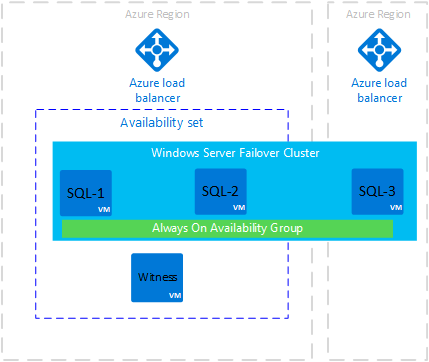 Azure Region
Azure Region
Azure load
balancer
Azure load
balancer
Availability set
Windows Server Failover Cluster
SQL-1
VM
SQL-2
VM
SQL-3
VM
Always On Availability Group
Witness
VM